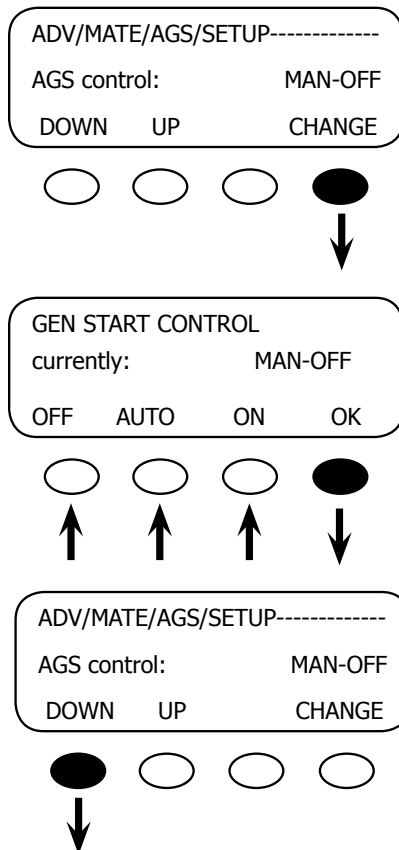 ADV/MATE/AGS/SETUP-------------
AGS control: MAN-OFF
DOWN UP CHANGE
GEN START CONTROL
currently: MAN-OFF
OFF AUTO ON OK
ADV/MATE/AGS/SETUP-------------
AGS control: MAN-OFF
DOWN UP CHANGE